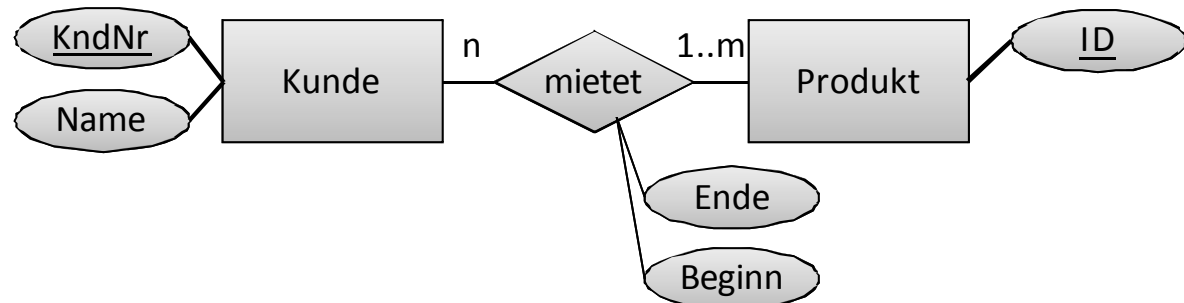 KndNr
Name
Kunde
n
mietet
1..m
Produkt
ID
Ende
Beginn